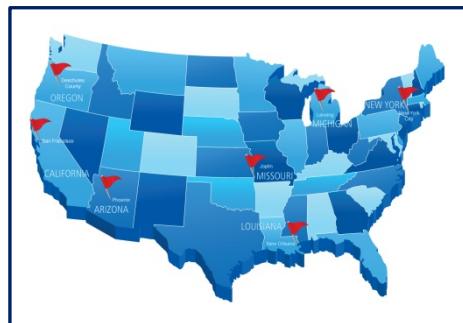 Deschutes
County
OREGON
San Francisco
CALIFORNIA
Phoenix
ARIZONA
Joplin
MISSOURI
Lansing
MICHIGAN
NEW YORK
New York
City
LOUISIANA
New Orleans